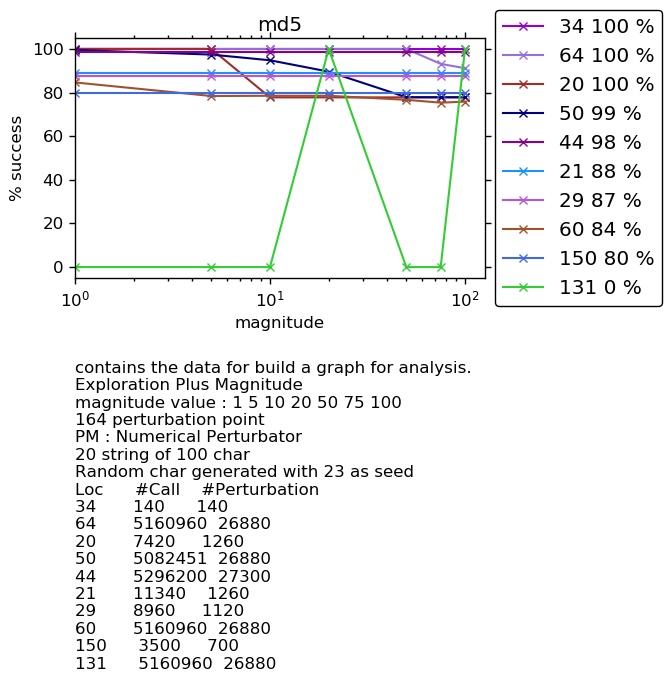 md5
100
80
60
40
20
0
% success
10^0
10^1
10^2
magnitude
34 100 %
64 100 %
20 100 %
50 99 %
44 98 %
21 88 %
29 87 %
60 84 %
150 80 %
131 0 %
contains the data for build a graph for analysis.
Exploration Plus Magnitude
magnitude value : 1 5 10 20 50 75 100
164 perturbation point
PM : Numerical Perturbator
20 string of 100 char
Random char generated with 23 as seed
Loc #Call #Perturbation
34 140 140
64 5160960 26880
20 7420 1260
50 5082451 26880
44 5296200 27300
21 11340 1260
29 8960 1120
60 5160960 26880
150 3500 700
131 5160960 26880